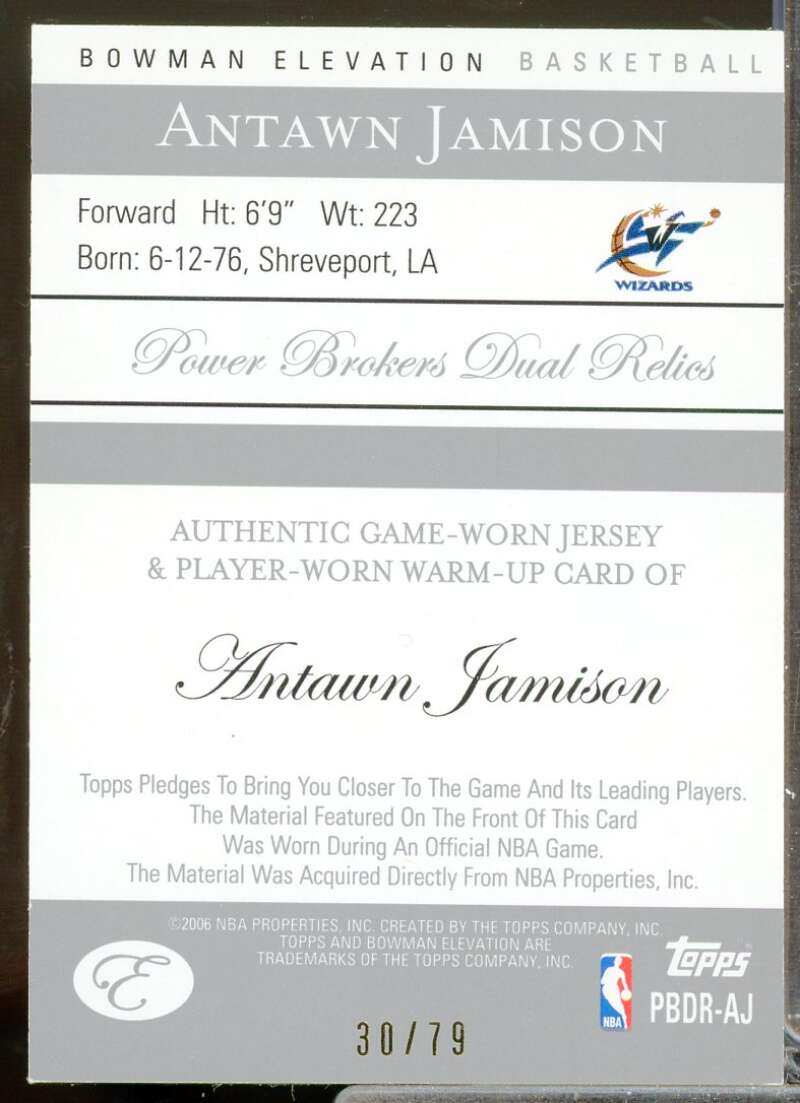 BOWMAN ELEVATION BASKETBALL
ANTAWN JAMISON
Forward Ht: 6'9" Wt: 223
Born: 6-12-76, Shreveport, LA
W
WIZARDS
Power Brokers Dual Relics
AUTHENTIC GAME-WORN JERSEY
& PLAYER-WORN WARM-UP CARD OF
Antawn Jamison
Topps Pledges To Bring You Closer To The Game And Its Leading Players.
The Material Featured On The Front Of This Card
Was Worn During An Official NBA Game.
The Material Was Acquired Directly From NBA Properties, Inc.
©2006 NBA PROPERTIES, INC. CREATED BY THE TOPPS COMPANY, INC.
TOPPS AND BOWMAN ELEVATION ARE
TRADEMARKS OF THE TOPPS COMPANY, INC.
E
NBA
topps
PBDR-AJ
30/79